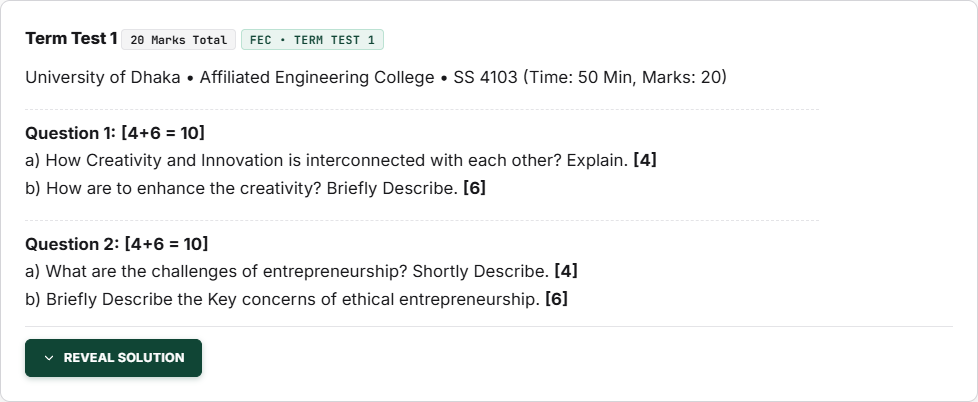 Term Test 1 20 Marks Total FEC • TERM TEST 1
University of Dhaka • Affiliated Engineering College • SS 4103 (Time: 50 Min, Marks: 20)
Question 1: [4+6 = 10]
a) How Creativity and Innovation is interconnected with each other? Explain. [4]
b) How are to enhance the creativity? Briefly Describe. [6]
Question 2: [4+6 = 10]
a) What are the challenges of entrepreneurship? Shortly Describe. [4]
b) Briefly Describe the Key concerns of ethical entrepreneurship. [6]
REVEAL SOLUTION